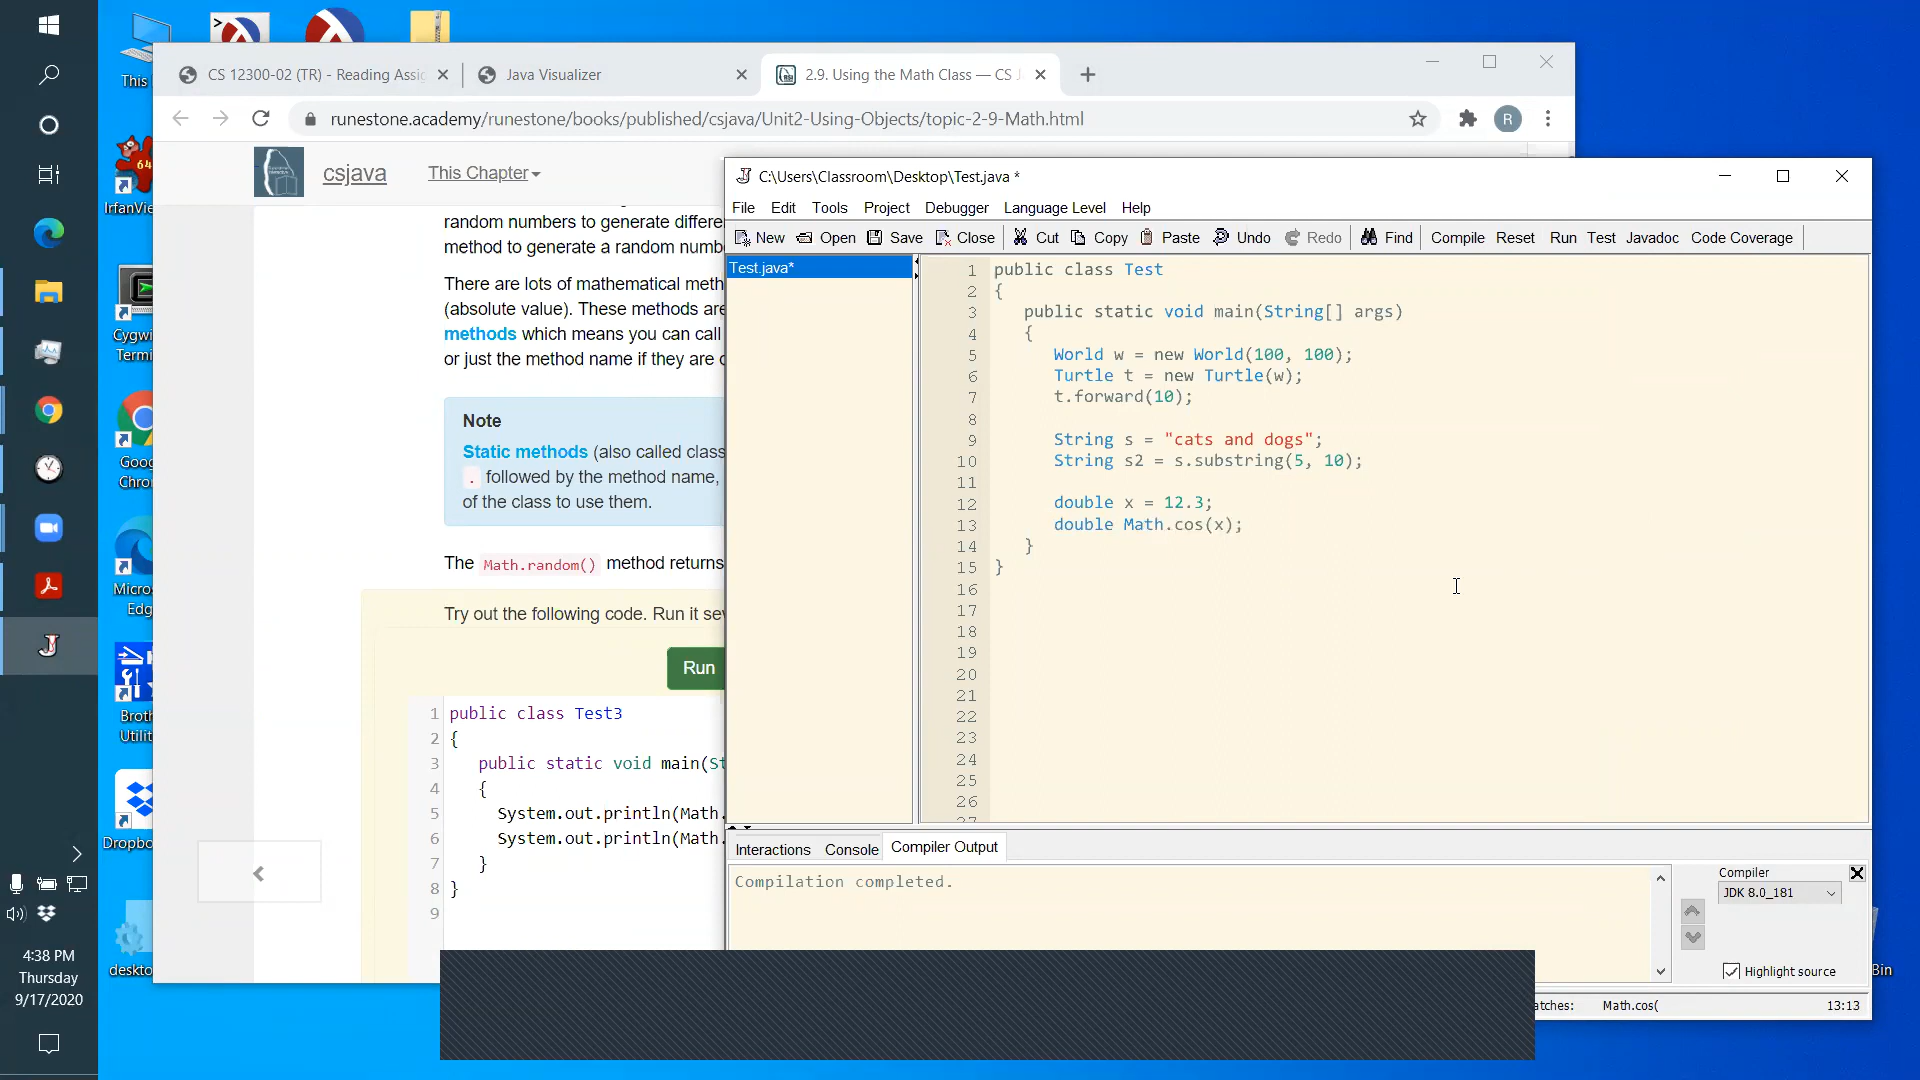 This
IrfanVie
Cygwi
Termi
Goog
Chro
Micros
Edg
Brot
Utilit
Dropbo
deskto
4:38 PM
Thursday
9/17/2020
CS 12300-02 (TR) - Reading Assig
Java Visualizer
2.9. Using the Math Class — CS J
runestone.academy/runestone/books/published/csjava/Unit2-Using-Objects/topic-2-9-Math.html
R
csjava
This Chapter
random numbers to generate differe
method to generate a random numb
There are lots of mathematical meth
(absolute value). These methods are
methods which means you can call
or just the method name if they are c
Note
Static methods (also called class
. followed by the method name,
of the class to use them.
The Math.random() method returns
Try out the following code. Run it sev
Run
1 public class Test3
2 {
3 public static void main(St
4 {
5 System.out.println(Math.
6 System.out.println(Math.
7 }
8 }
9
C:\Users\Classroom\Desktop\Test.java *
File Edit Tools Project Debugger Language Level Help
New Open Save Close Cut Copy Paste Undo Redo Find Compile Reset Run Test Javadoc Code Coverage
Test.java*
1 public class Test
2 {
3 public static void main(String[] args)
4 {
5 World w = new World(100, 100);
6 Turtle t = new Turtle(w);
7 t.forward(10);
8
9 String s = "cats and dogs";
10 String s2 = s.substring(5, 10);
11
12 double x = 12.3;
13 double Math.cos(x);
14 }
15 }
16
17
18
19
20
21
22
23
24
25
26
27
Interactions Console Compiler Output
Compilation completed.
Compiler
JDK 8.0_181
Highlight source
atches: Math.cos( 13:13
Bin